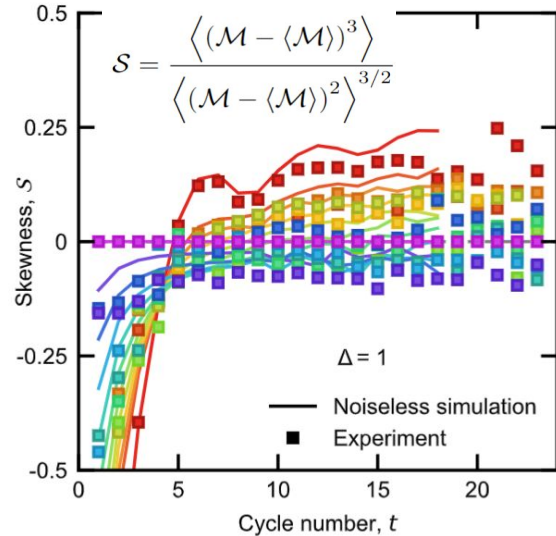 0.5
S = ⟨(M − ⟨M⟩)³⟩ / ⟨(M − ⟨M⟩)²⟩^{3/2}
0.25
0
-0.25
-0.5
Skewness, S
Δ = 1
Noiseless simulation
Experiment
0 5 10 15 20
Cycle number, t